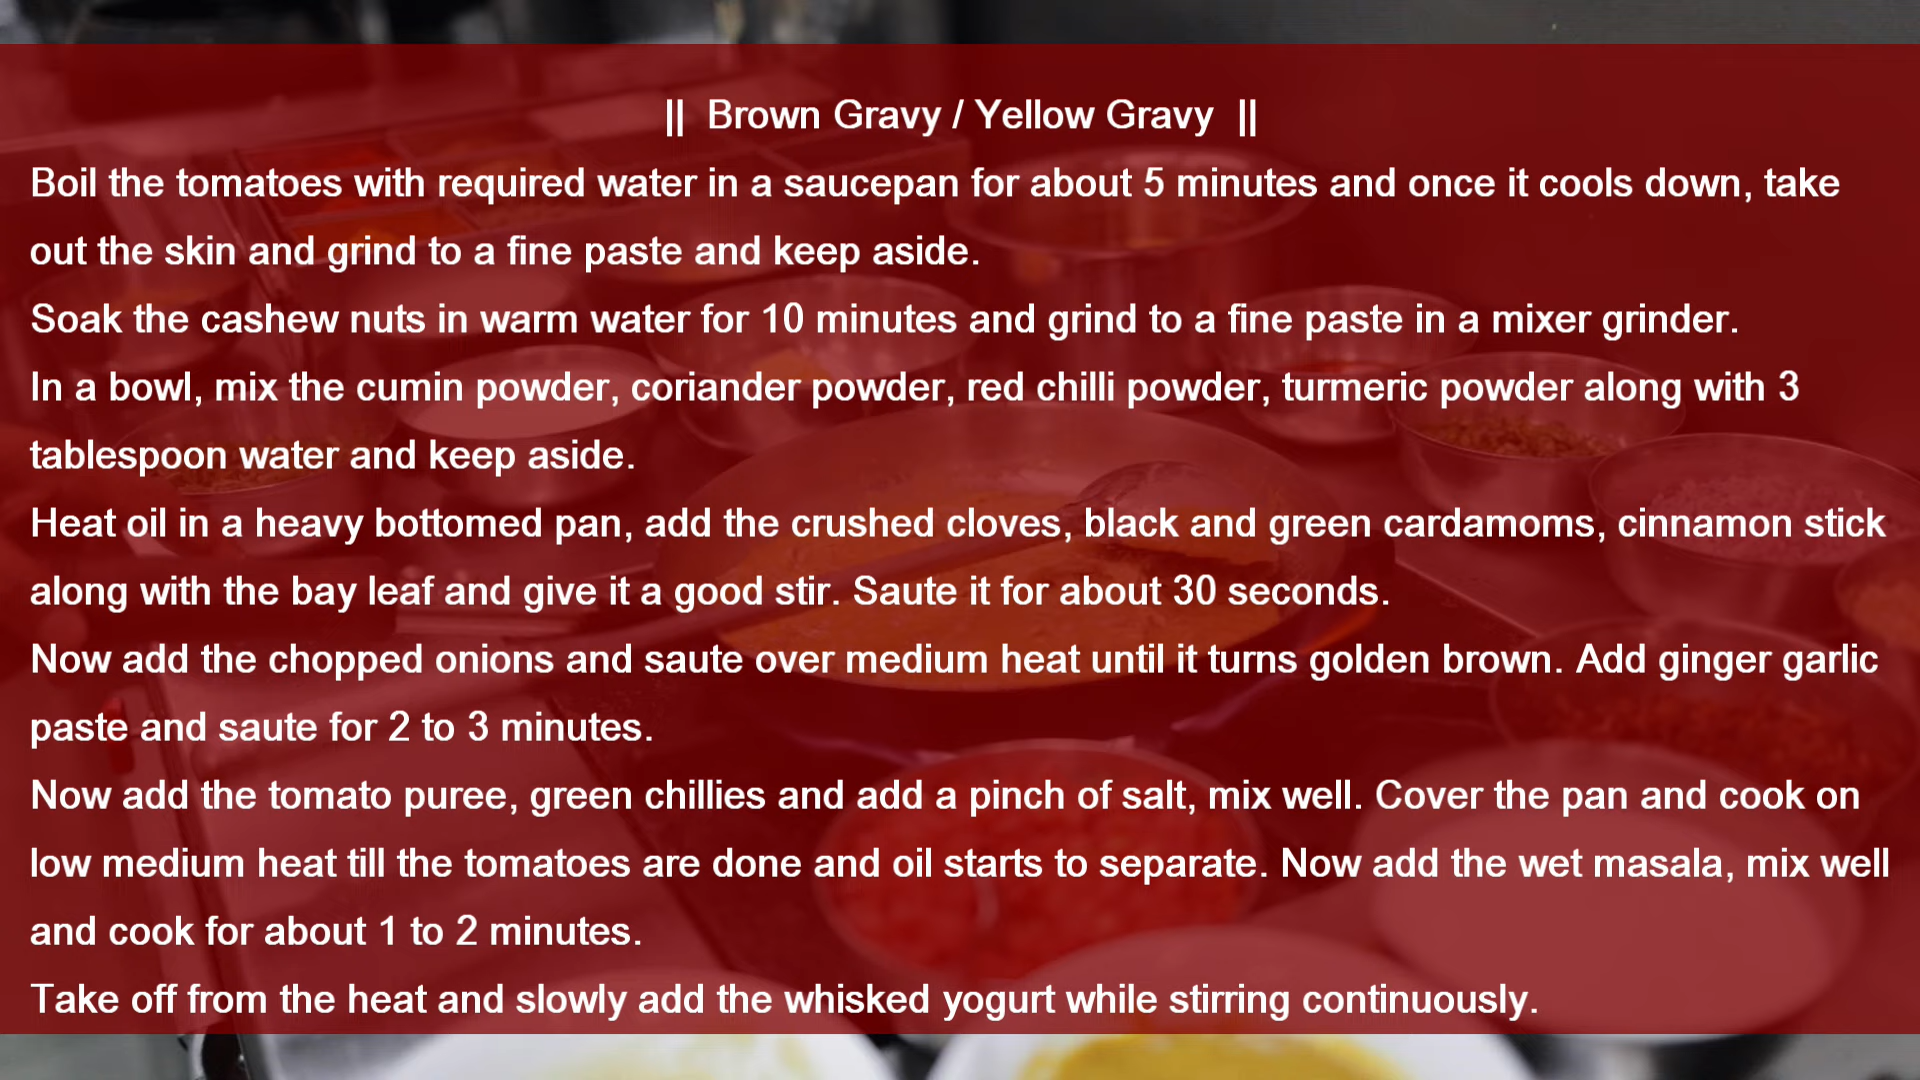 || Brown Gravy / Yellow Gravy ||
Boil the tomatoes with required water in a saucepan for about 5 minutes and once it cools down, take
out the skin and grind to a fine paste and keep aside.
Soak the cashew nuts in warm water for 10 minutes and grind to a fine paste in a mixer grinder.
In a bowl, mix the cumin powder, coriander powder, red chilli powder, turmeric powder along with 3
tablespoon water and keep aside.
Heat oil in a heavy bottomed pan, add the crushed cloves, black and green cardamoms, cinnamon stick
along with the bay leaf and give it a good stir. Saute it for about 30 seconds.
Now add the chopped onions and saute over medium heat until it turns golden brown. Add ginger garlic
paste and saute for 2 to 3 minutes.
Now add the tomato puree, green chillies and add a pinch of salt, mix well. Cover the pan and cook on
low medium heat till the tomatoes are done and oil starts to separate. Now add the wet masala, mix well
and cook for about 1 to 2 minutes.
Take off from the heat and slowly add the whisked yogurt while stirring continuously.